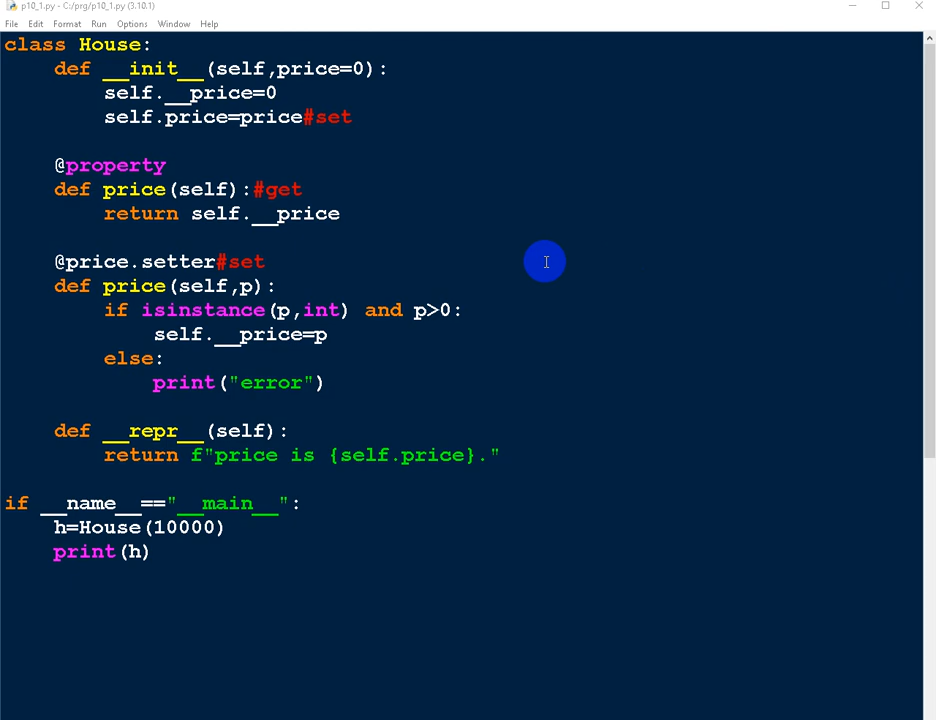 p10_1.py - C:/prg/p10_1.py (3.10.1)
File Edit Format Run Options Window Help
class House:
    def __init__(self,price=0):
        self.__price=0
        self.price=price#set

    @property
    def price(self):#get
        return self.__price

    @price.setter#set
    def price(self,p):
        if isinstance(p,int) and p>0:
            self.__price=p
        else:
            print("error")

    def __repr__(self):
        return f"price is {self.price}."

if __name__=="__main__":
    h=House(10000)
    print(h)